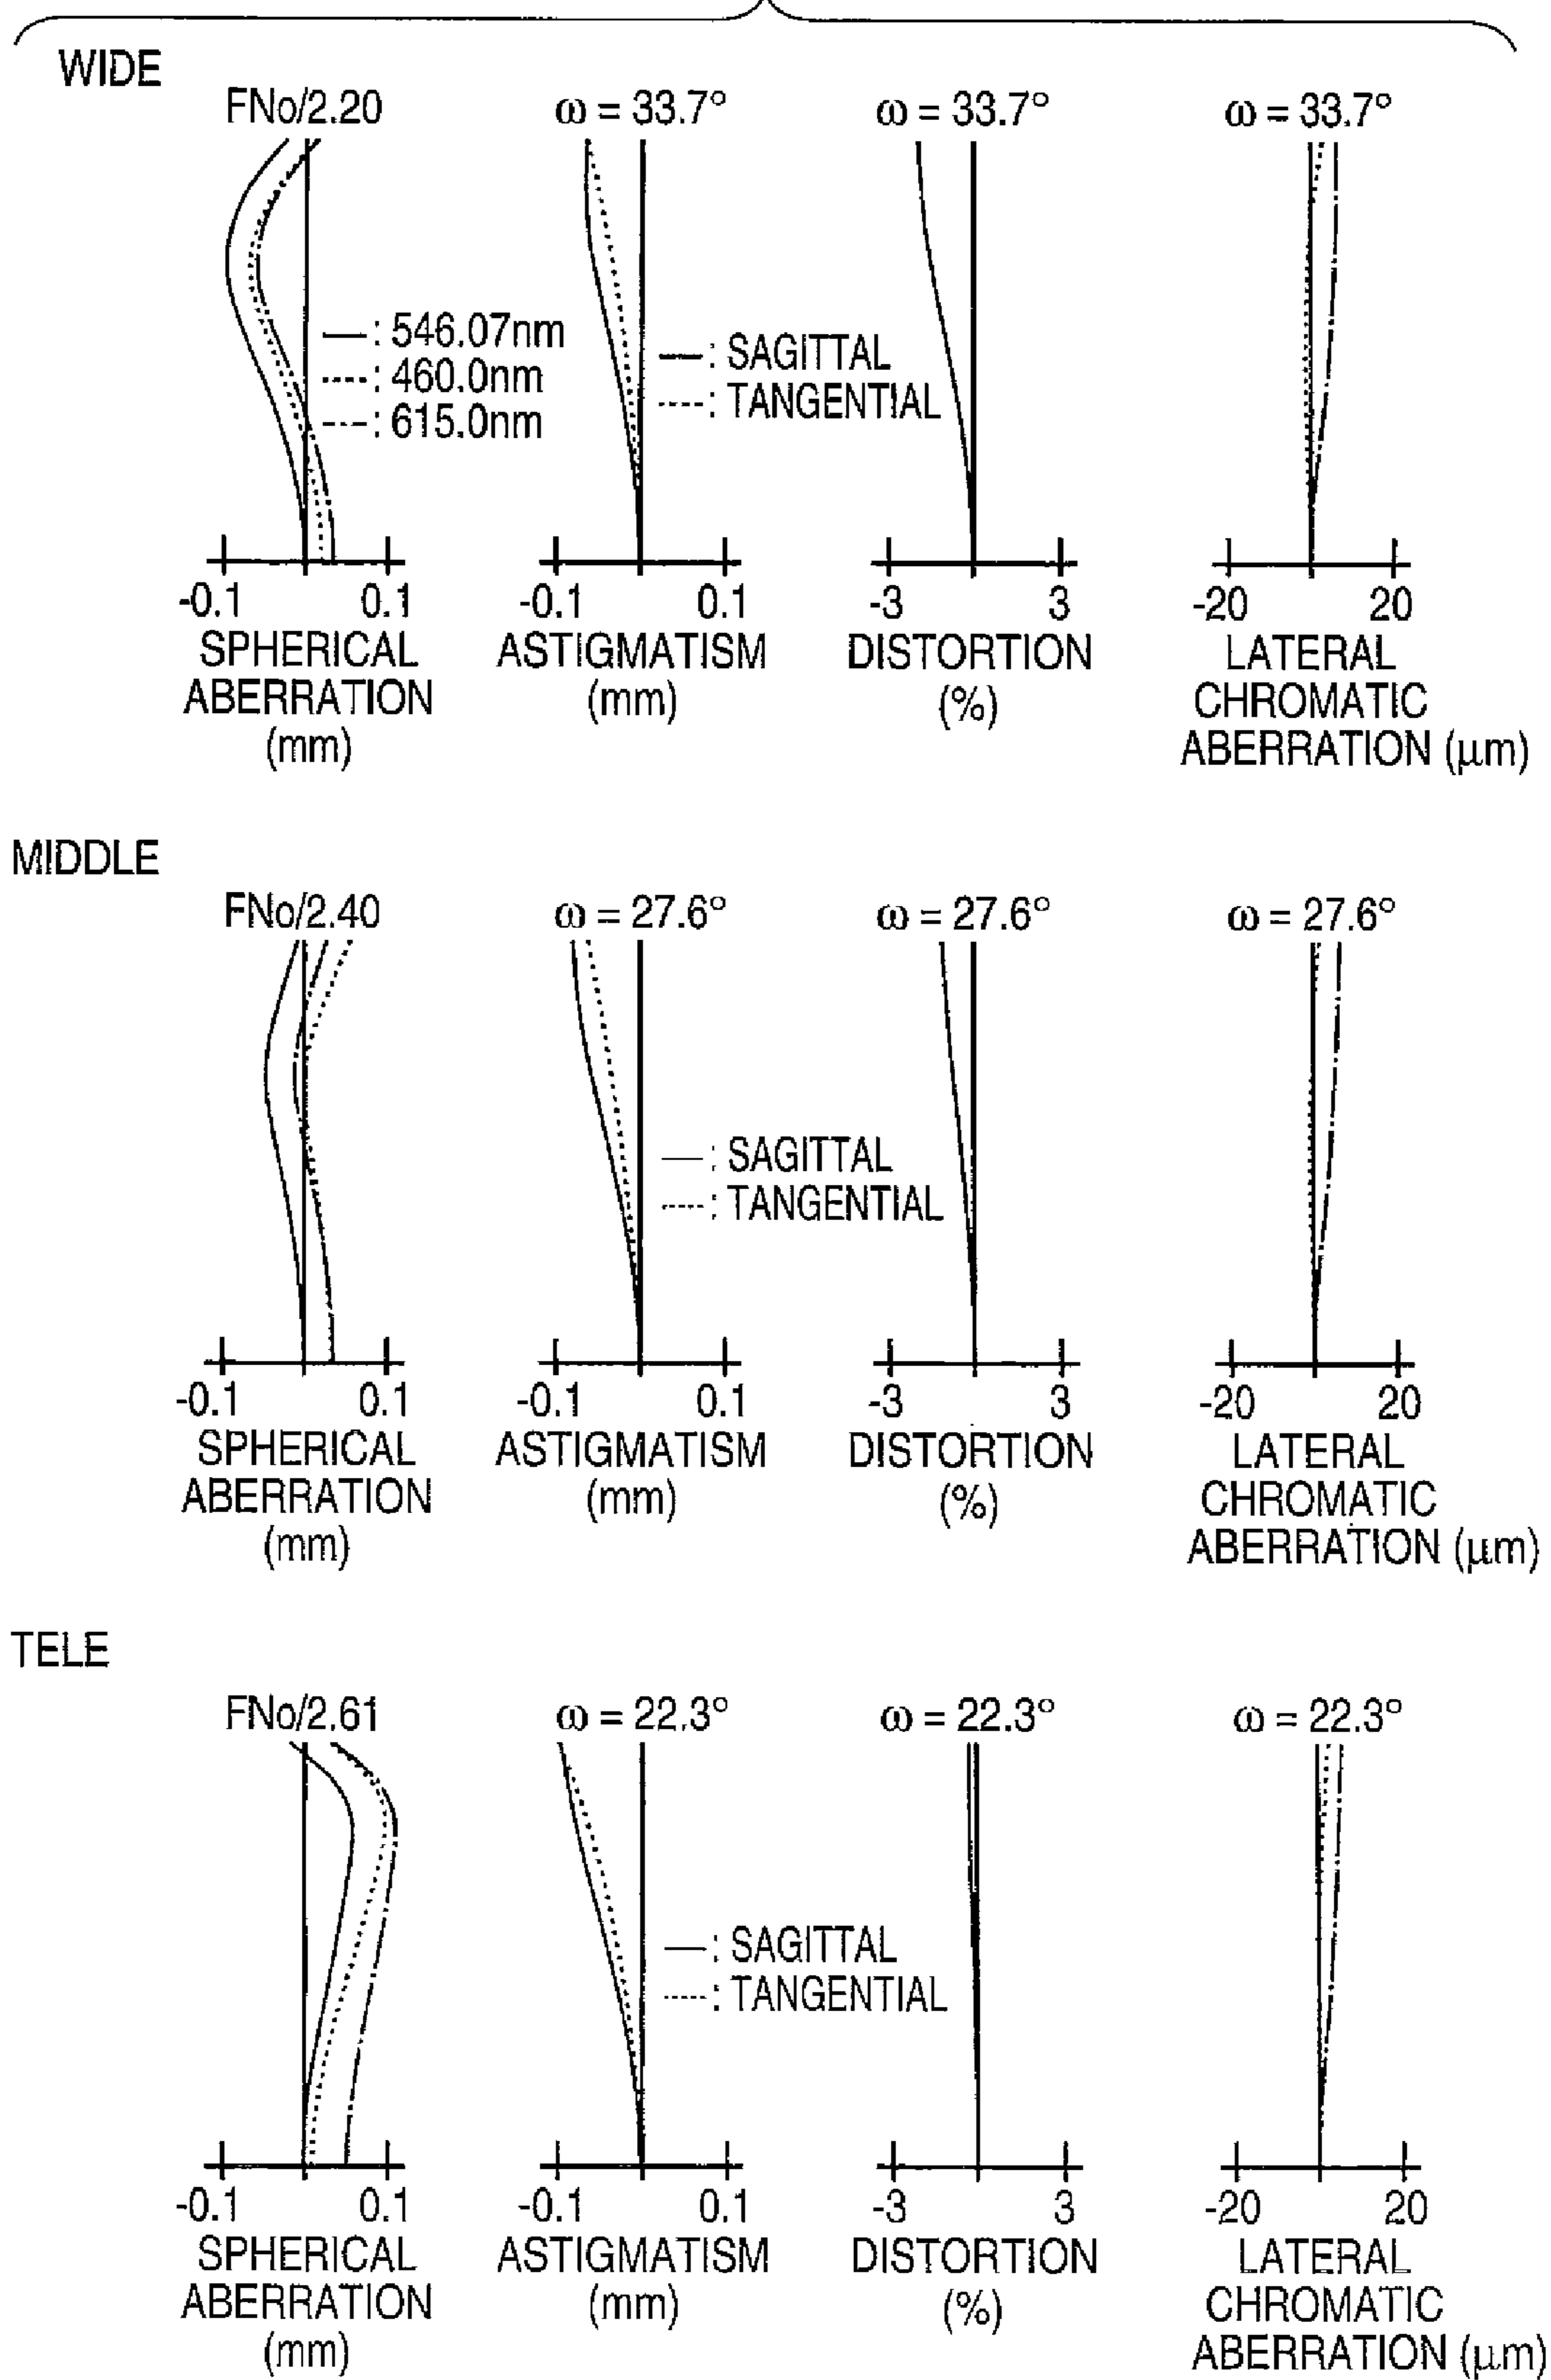 WIDE
FNo/2.20
ω = 33.7°
ω = 33.7°
ω = 33.7°
: 546.07nm
: 460.0nm
: 615.0nm
: SAGITTAL
: TANGENTIAL
-0.1 0.1
SPHERICAL
ABERRATION
(mm)
-0.1 0.1
ASTIGMATISM
(mm)
-3 3
DISTORTION
(%)
-20 20
LATERAL
CHROMATIC
ABERRATION (μm)
MIDDLE
FNo/2.40
ω = 27.6°
ω = 27.6°
ω = 27.6°
: SAGITTAL
: TANGENTIAL
-0.1 0.1
SPHERICAL
ABERRATION
(mm)
-0.1 0.1
ASTIGMATISM
(mm)
-3 3
DISTORTION
(%)
-20 20
LATERAL
CHROMATIC
ABERRATION (μm)
TELE
FNo/2.61
ω = 22.3°
ω = 22.3°
ω = 22.3°
: SAGITTAL
: TANGENTIAL
-0.1 0.1
SPHERICAL
ABERRATION
(mm)
-0.1 0.1
ASTIGMATISM
(mm)
-3 3
DISTORTION
(%)
-20 20
LATERAL
CHROMATIC
ABERRATION (μm)